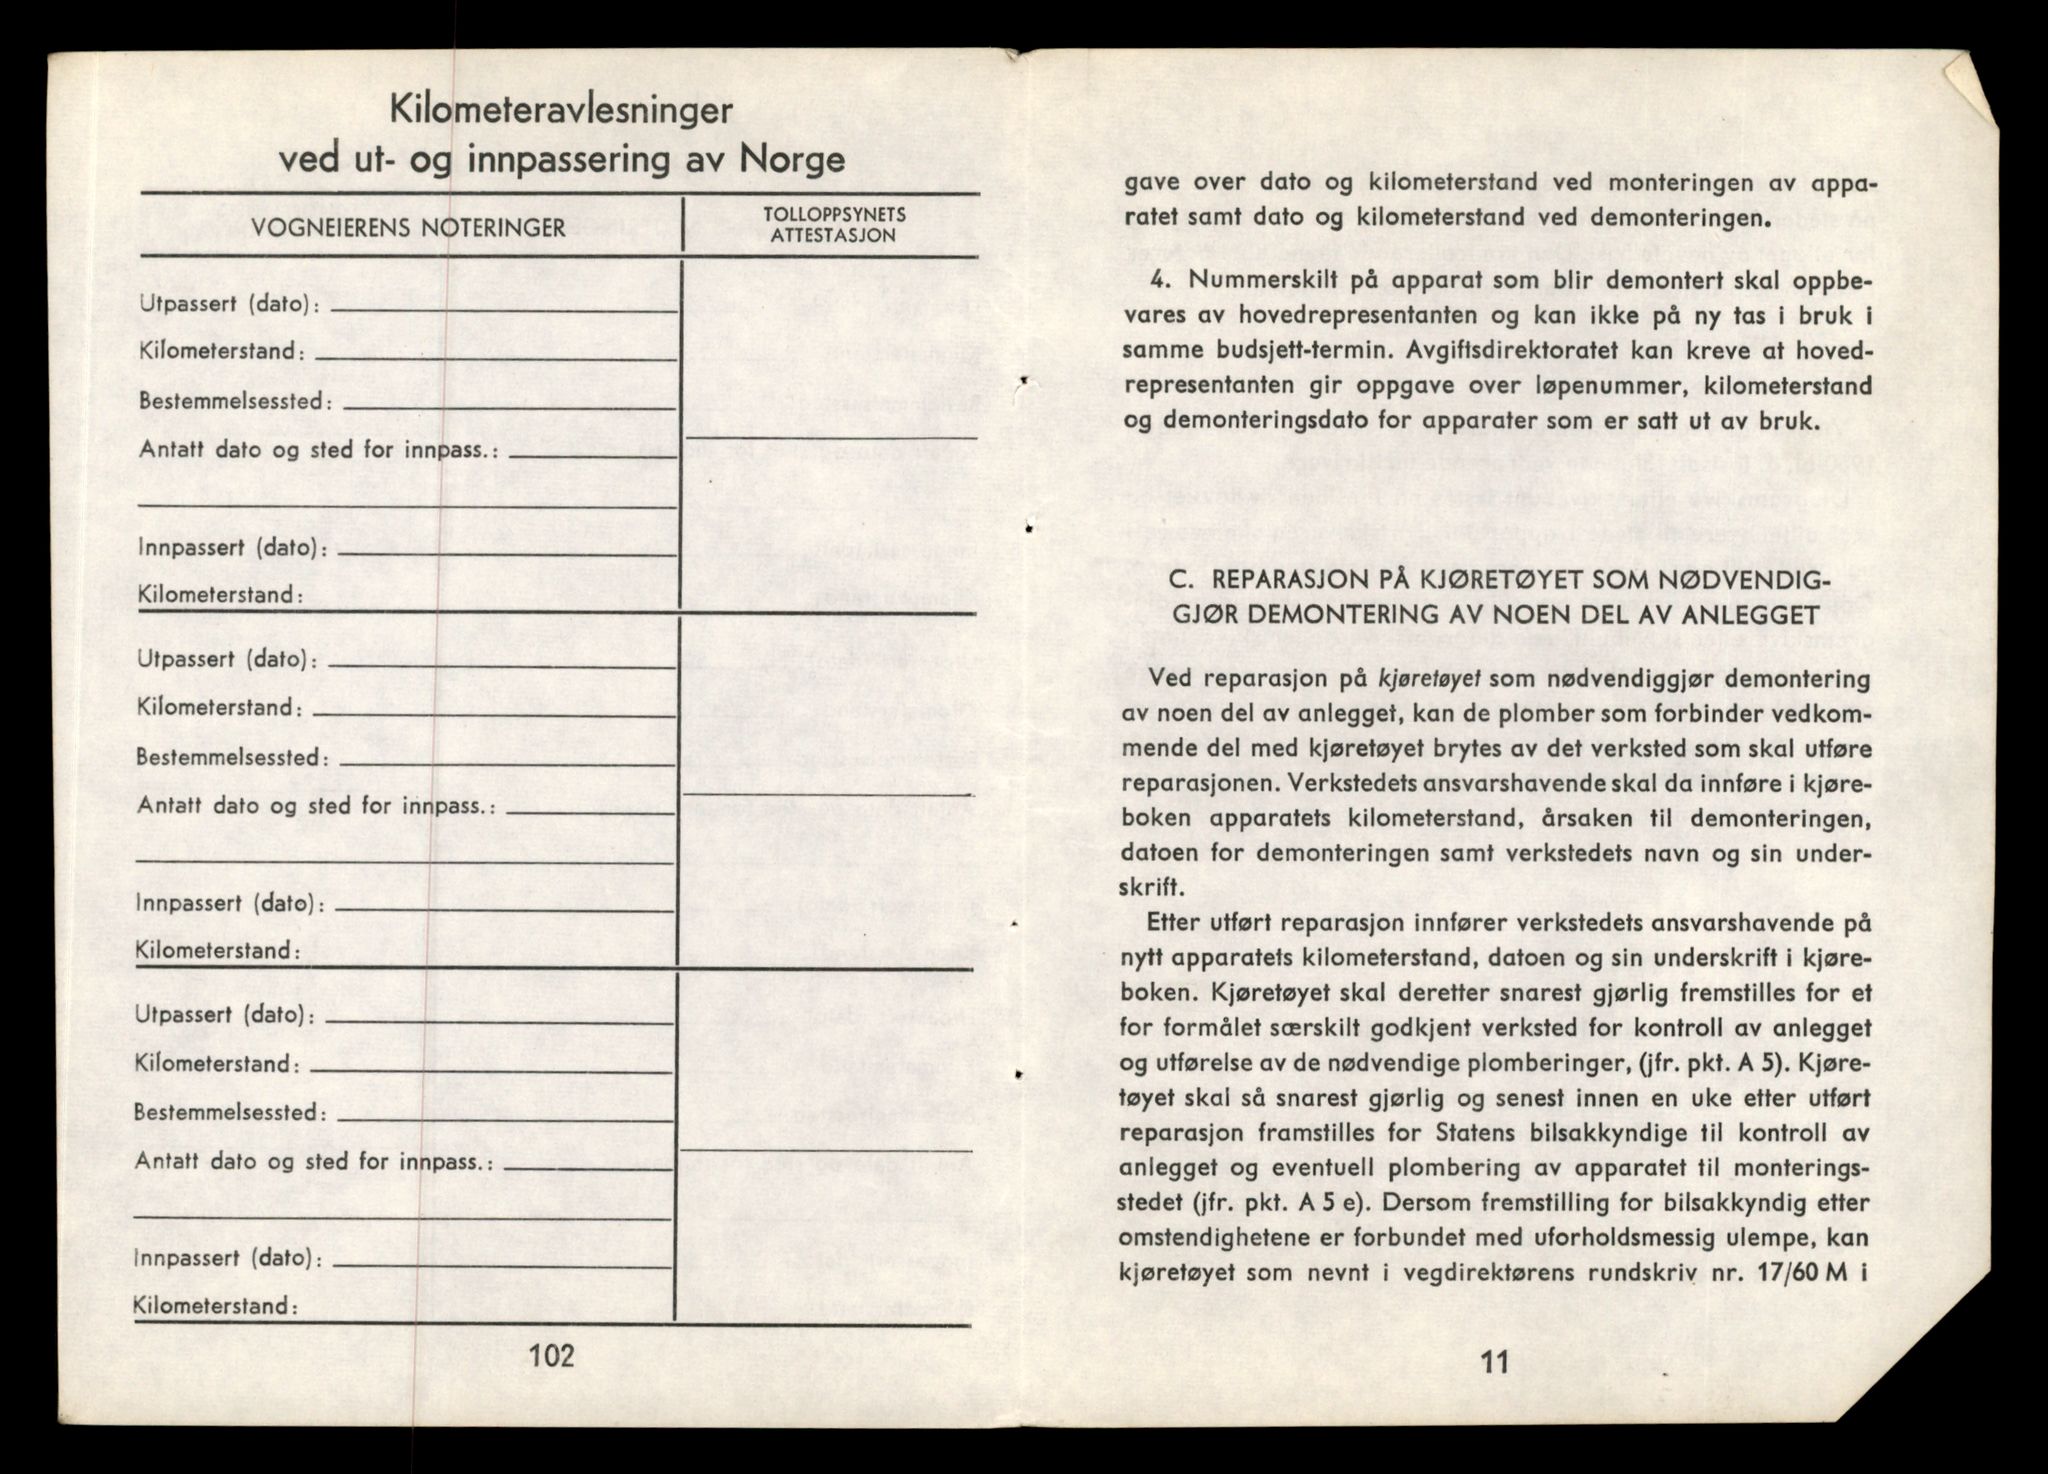 Kilometeravlesninger
ved ut- og innpassering av Norge
VOGNEIERENS NOTERINGER
TOLLOPPSYNETS
ATTESTASJON
Utpassert (dato):
Kilometerstand:
Bestemmelsessted:
Antatt dato og sted for innpass.:
Innpassert (dato):
Kilometerstand:
Utpassert (dato):
Kilometerstand:
Bestemmelsessted:
Antatt dato og sted for innpass.:
Innpassert (dato):
Kilometerstand:
Utpassert (dato):
Kilometerstand:
Bestemmelsessted:
Antatt dato og sted for innpass.:
Innpassert (dato):
Kilometerstand:
102
gave over dato og kilometerstand ved monteringen av appa-
ratet samt dato og kilometerstand ved demonteringen.
4. Nummerskilt på apparat som blir demontert skal oppbe-
vares av hovedrepresentanten og kan ikke på ny tas i bruk i
samme budsjett-termin. Avgiftsdirektoratet kan kreve at hoved-
representanten gir oppgave over løpenummer, kilometerstand
og demonteringsdato for apparater som er satt ut av bruk.
C. REPARASJON PÅ KJØRETØYET SOM NØDVENDIG-
GJØR DEMONTERING AV NOEN DEL AV ANLEGGET
Ved reparasjon på kjøretøyet som nødvendiggjør demontering
av noen del av anlegget, kan de plomber som forbinder vedkom-
mende del med kjøretøyet brytes av det verksted som skal utføre
reparasjonen. Verkstedets ansvarshavende skal da innføre i kjøre-
boken apparatets kilometerstand, årsaken til demonteringen,
datoen for demonteringen samt verkstedets navn og sin under-
skrift.
Etter utført reparasjon innfører verkstedets ansvarshavende på
nytt apparatets kilometerstand, datoen og sin underskrift i kjøre-
boken. Kjøretøyet skal deretter snarest gjørlig fremstilles for et
for formålet særskilt godkjent verksted for kontroll av anlegget
og utførelse av de nødvendige plomberinger, (jfr. pkt. A 5). Kjøre-
tøyet skal så snarest gjørlig og senest innen en uke etter utført
reparasjon framstilles for Statens bilsakkyndige til kontroll av
anlegget og eventuell plombering av apparatet til monterings-
stedet (jfr. pkt. A 5 e). Dersom fremstilling for bilsakkyndig etter
omstendighetene er forbundet med uforholdsmessig ulempe, kan
kjøretøyet som nevnt i vegdirektørens rundskriv nr. 17/60 M i
11